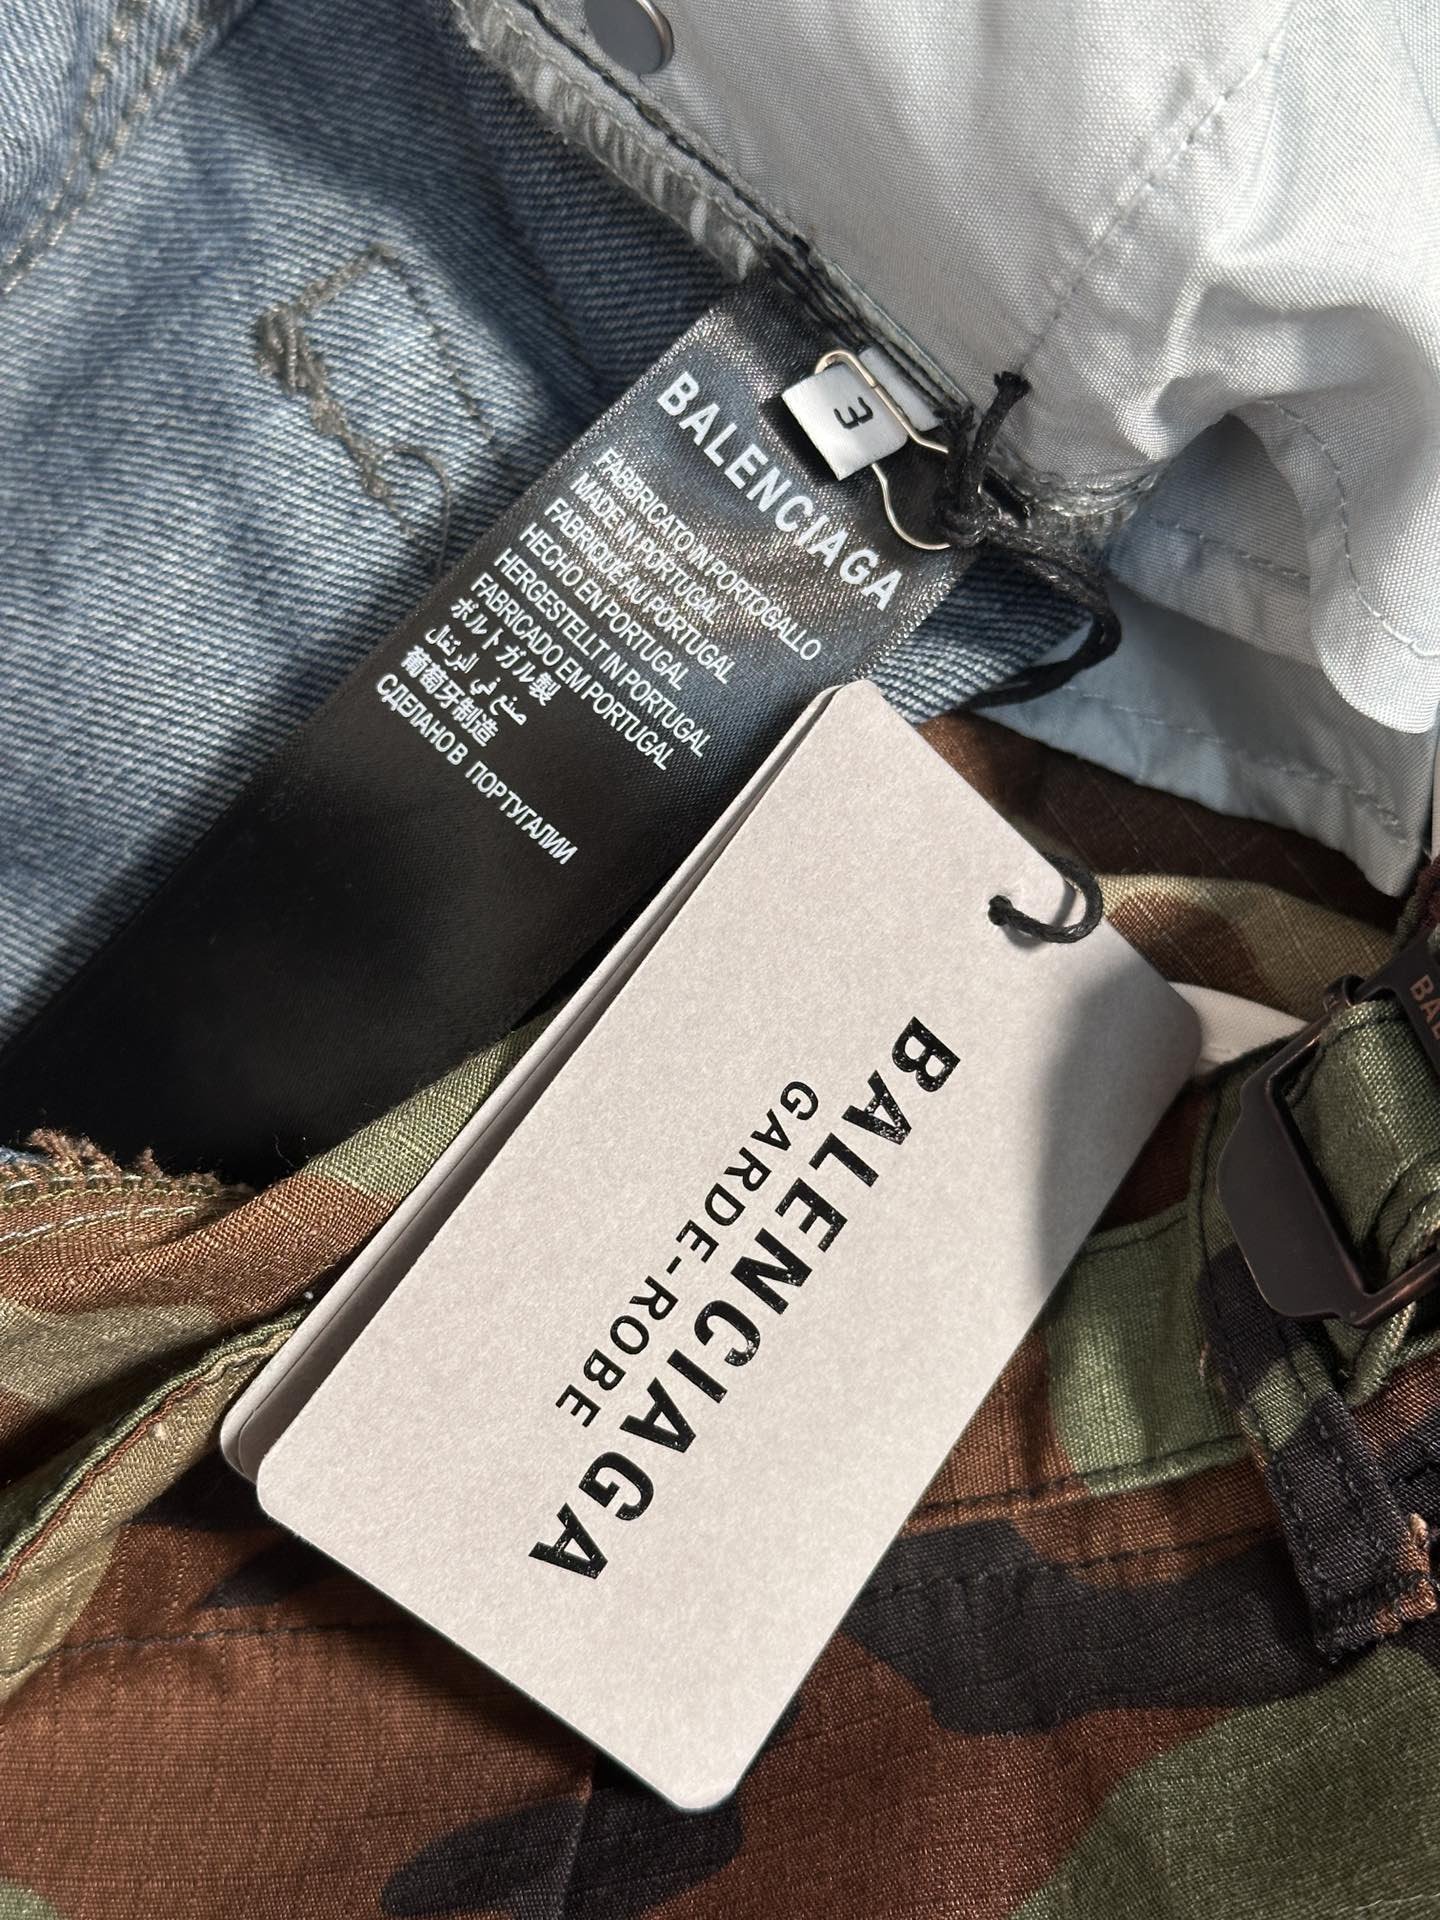 BALENCIAGA
3
FABBRICATO IN PORTOGALLO
MADE IN PORTUGAL
FABRIQUÉ AU PORTUGAL
HECHO EN PORTUGAL
HERGESTELLT IN PORTUGAL
FABRICADO EM PORTUGAL
ポルトガル製
صنع في البرتغال
葡萄牙制造
СДЕЛАНО В ПОРТУГАЛИИ
BALENCIAGA
GARDE-ROBE